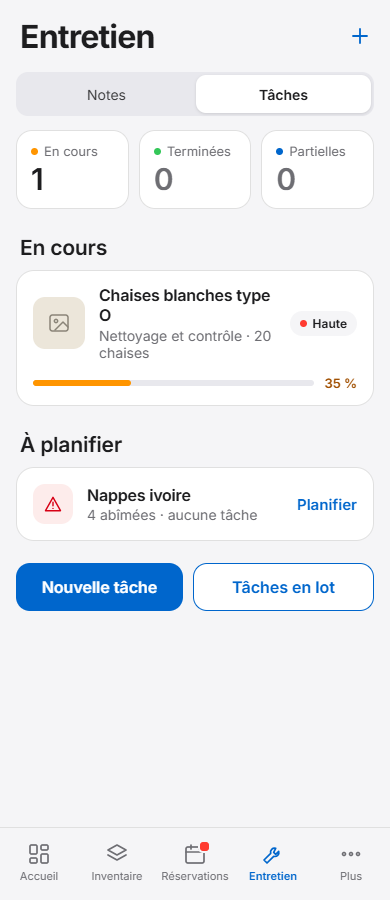 Entretien
Notes
Tâches
En cours
Terminées
Partielles
1
0
0
En cours
Chaises blanches type
O
Nettoyage et contrôle · 20
chaises
Haute
35 %
À planifier
Nappes ivoire
4 abîmées · aucune tâche
Planifier
Nouvelle tâche
Tâches en lot
Accueil
Inventaire
Réservations
Entretien
Plus